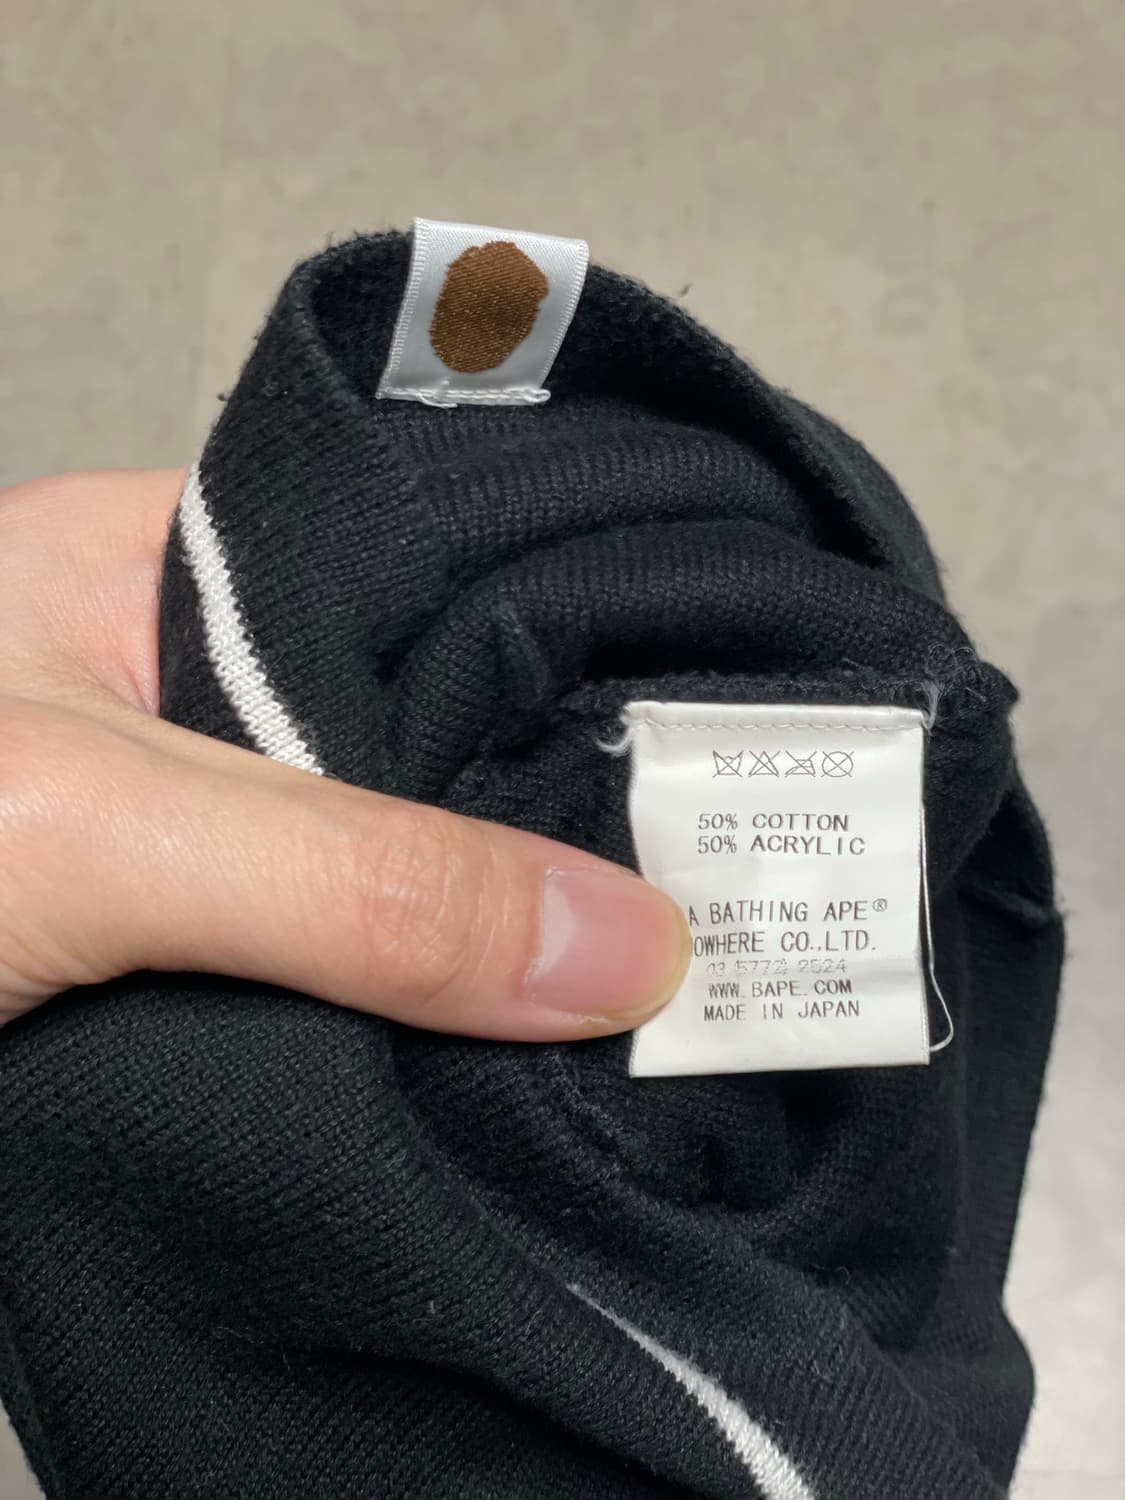 50% COTTON
50% ACRYLIC
A BATHING APE®
OWHERE CO.,LTD.
03 5772 2524
WWW.BAPE.COM
MADE IN JAPAN